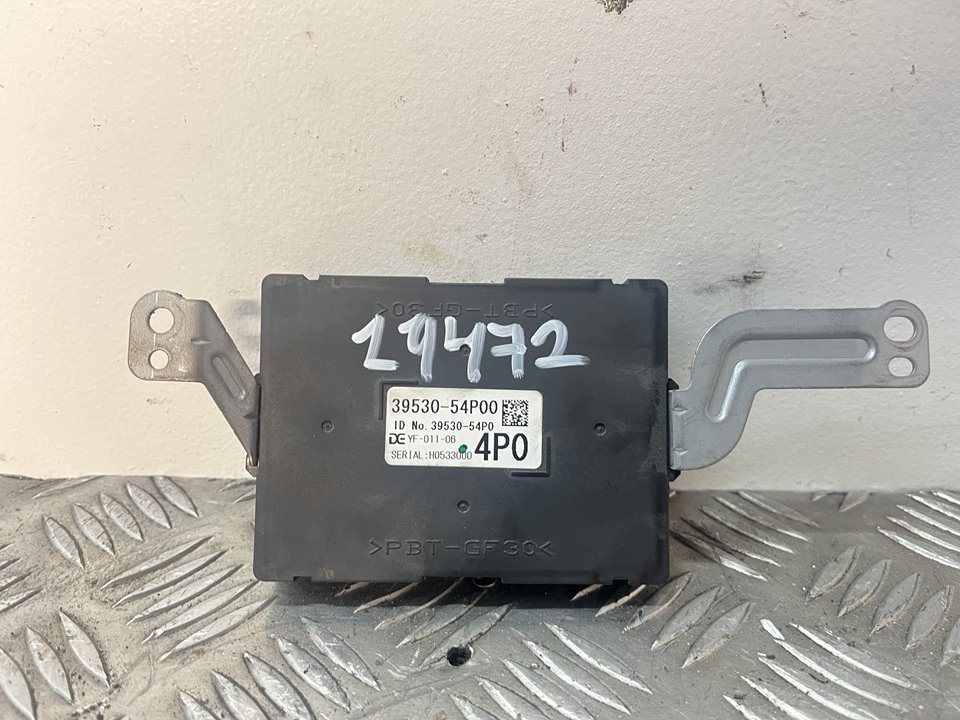 >PBT-GF30<
19472
39530-54P00
ID No. 39530-54P0
DE YF-011-06
4P0
SERIAL:H0533000
>PBT-GF30<